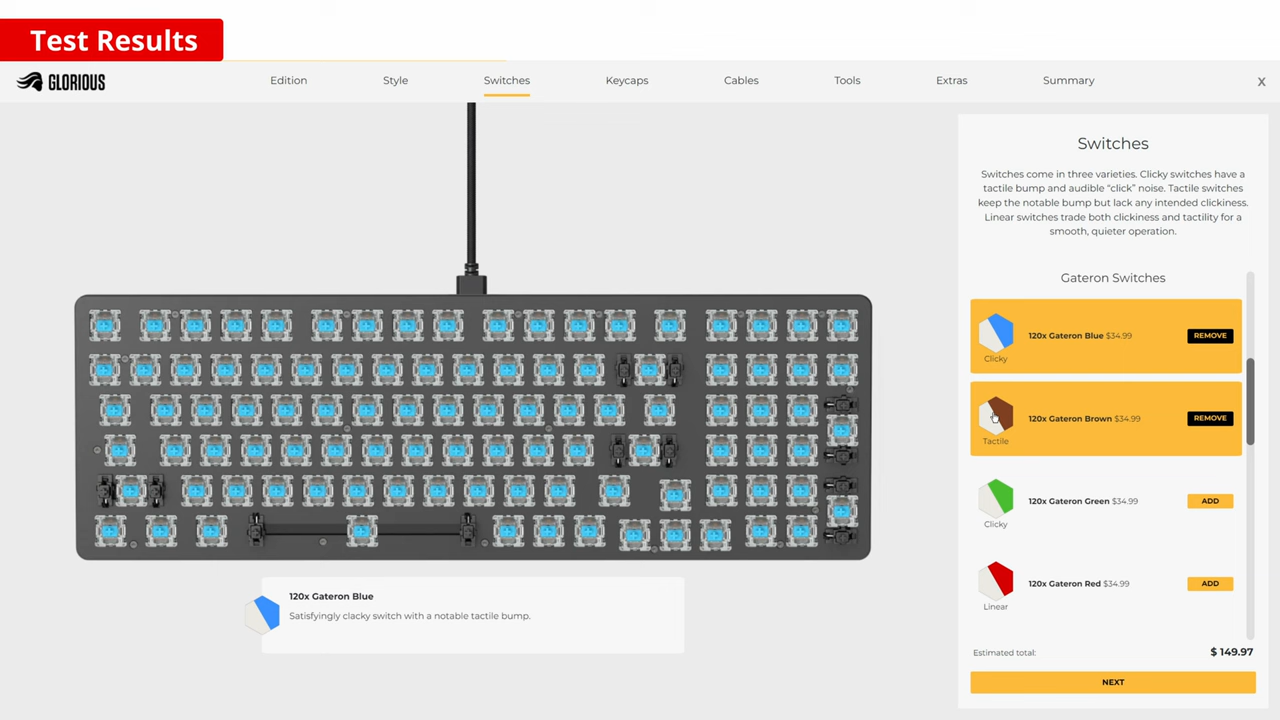 Test Results
GLORIOUS
Edition
Style
Switches
Keycaps
Cables
Tools
Extras
Summary
X
Switches
Switches come in three varieties. Clicky switches have a
tactile bump and audible “click” noise. Tactile switches
keep the notable bump but lack any intended clickiness.
Linear switches trade both clickiness and tactility for a
smooth, quieter operation.
Gateron Switches
120x Gateron Blue $34.99
REMOVE
Clicky
120x Gateron Brown $34.99
REMOVE
Tactile
120x Gateron Green $34.99
ADD
Clicky
120x Gateron Red $34.99
ADD
Linear
Estimated total:
$ 149.97
NEXT
120x Gateron Blue
Satisfyingly clacky switch with a notable tactile bump.